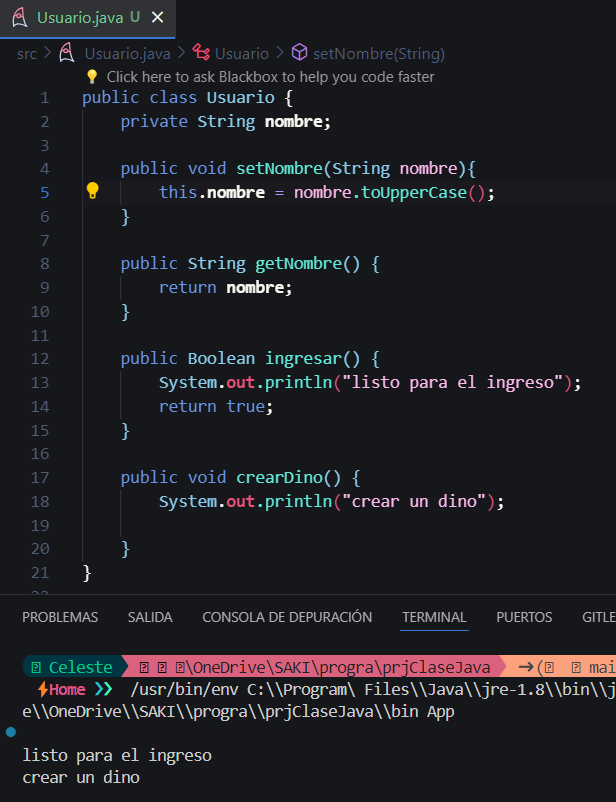 Usuario.java U ×
src > Usuario.java > Usuario > setNombre(String)
Click here to ask Blackbox to help you code faster
1 public class Usuario {
2 private String nombre;
3
4 public void setNombre(String nombre){
5 this.nombre = nombre.toUpperCase();
6 }
7
8 public String getNombre() {
9 return nombre;
10 }
11
12 public Boolean ingresar() {
13 System.out.println("listo para el ingreso");
14 return true;
15 }
16
17 public void crearDino() {
18 System.out.println("crear un dino");
19
20 }
21 }
PROBLEMAS SALIDA CONSOLA DE DEPURACIÓN TERMINAL PUERTOS GITLE
Celeste \OneDrive\SAKI\progra\prjClaseJava →( mai
Home /usr/bin/env C:\\Program\ Files\\Java\\jre-1.8\\bin\\j
e\\OneDrive\\SAKI\\progra\\prjClaseJava\\bin App
listo para el ingreso
crear un dino